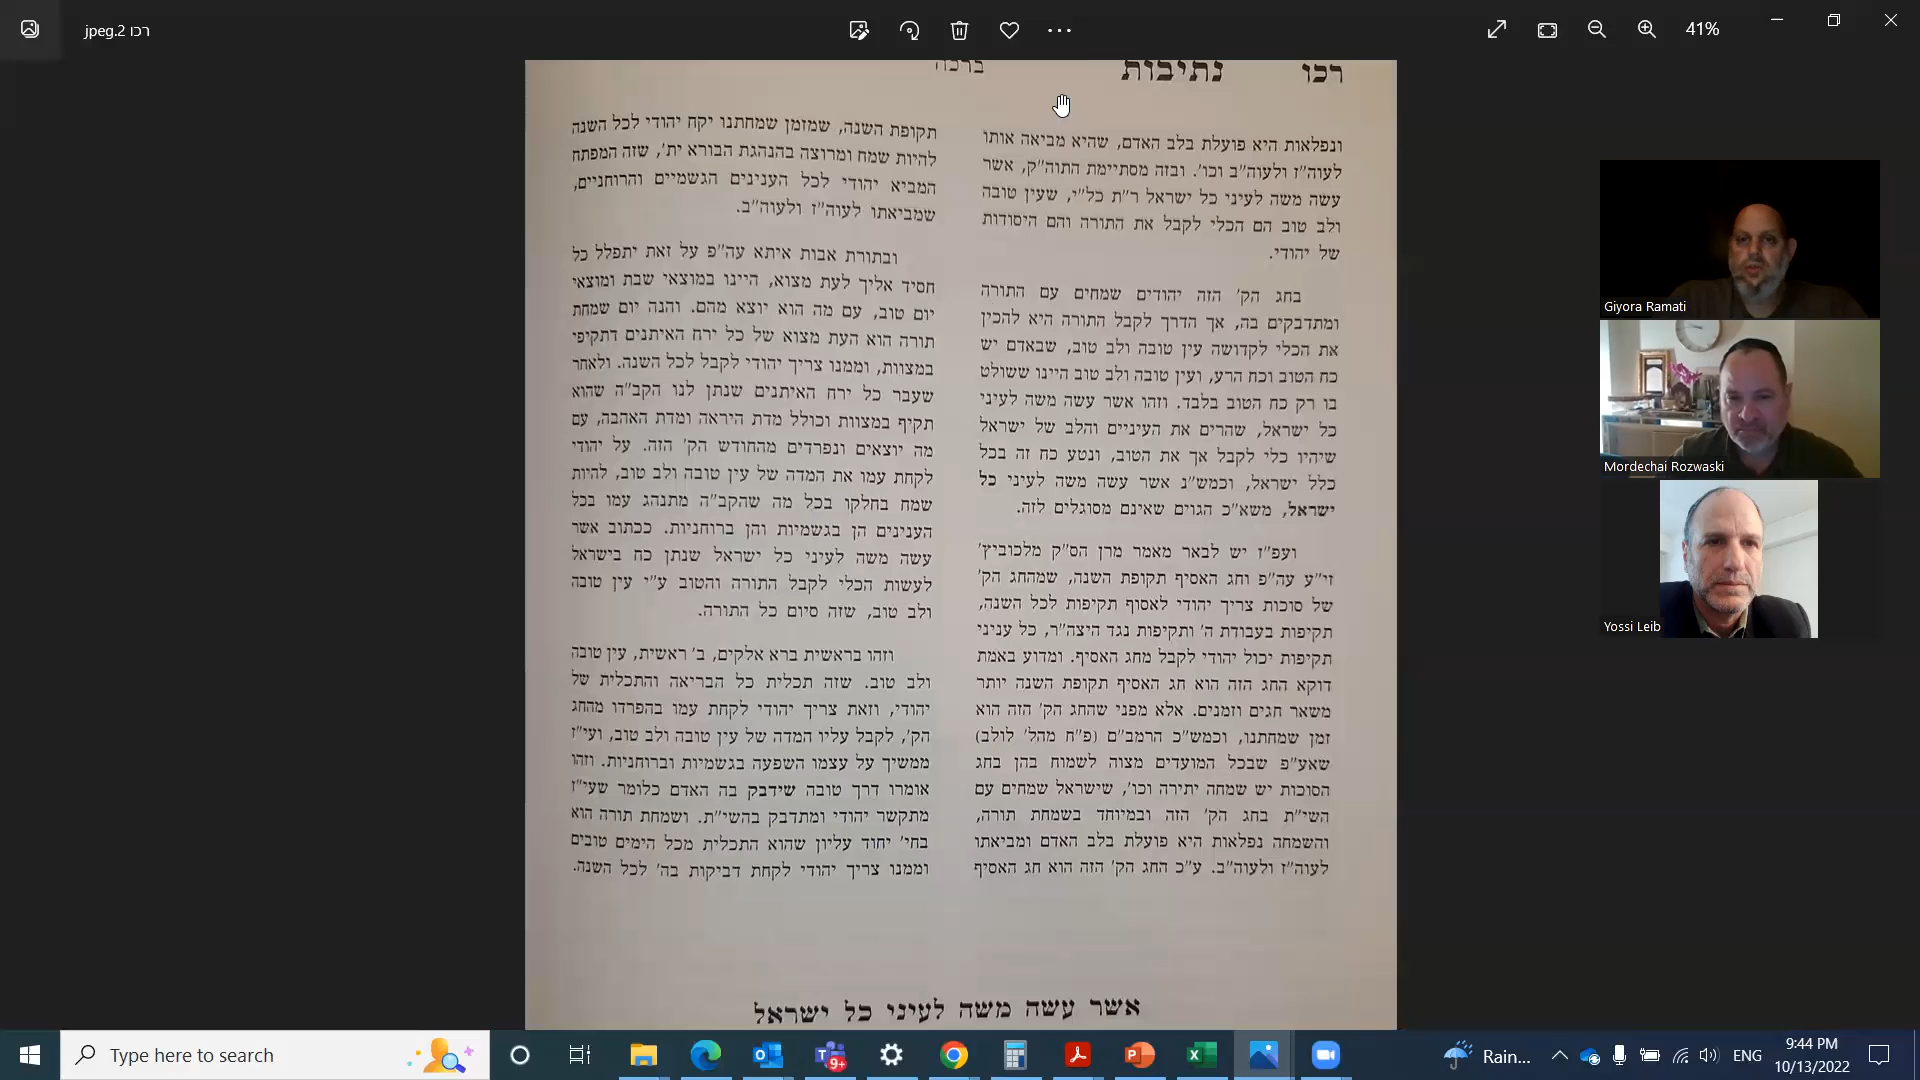 רכו 2.jpeg
41%
רכו
נתיבות
ברכה
ונפלאות היא פועלת בלב האדם, שהיא מביאה אותו
לעוה"ז ולעוה"ב וכו'. ובזה מסתיימת התוה"ק, אשר
עשה משה לעיני כל ישראל ר"ת כל"י, שעין טובה
ולב טוב הם הכלי לקבל את התורה והם היסודות
של יהודי.
בחג הק' הזה יהודים שמחים עם התורה
ומתדבקים בה, אך הדרך לקבל התורה היא להכין
את הכלי לקדושה עין טובה ולב טוב, שבאדם יש
כח הטוב וכח הרע, ועין טובה ולב טוב היינו ששולט
בו רק כח הטוב בלבד. וזהו אשר עשה משה לעיני
כל ישראל, שהרים את העיניים והלב של ישראל
שיהיו כלי לקבל אך את הטוב, ונטע כח זה בכל
כלל ישראל, וכמש"נ אשר עשה משה לעיני כל
ישראל, משא"כ הגוים שאינם מסוגלים לזה.
ועפ"ז יש לבאר מאמר מרן הס"ק מלכוביץ'
זי"ע עה"פ וחג האסיף תקופת השנה, שמהחג הק'
של סוכות צריך יהודי לאסוף תקיפות לכל השנה,
תקיפות בעבודת ה' ותקיפות נגד היצה"ר, כל עניני
תקיפות יכול יהודי לקבל מחג האסיף. ומדוע באמת
דוקא החג הזה הוא חג האסיף תקופת השנה יותר
משאר חגים וזמנים. אלא מפני שהחג הק' הזה הוא
זמן שמחתנו, וכמש"כ הרמב"ם (פ"ח מהל' לולב)
שאע"פ שבכל המועדים מצוה לשמוח בהן בחג
הסוכות יש שמחה יתירה וכו', שישראל שמחים עם
השי"ת בחג הק' הזה ובמיוחד בשמחת תורה,
והשמחה נפלאות היא פועלת בלב האדם ומביאתו
לעוה"ז ולעוה"ב. ע"כ החג הק' הזה הוא חג האסיף
תקופת השנה, שמזמן שמחתנו יקח יהודי לכל השנה
להיות שמח ומרוצה בהנהגת הבורא ית', שזה המפתח
המביא יהודי לכל הענינים הגשמיים והרוחניים,
שמביאתו לעוה"ז ולעוה"ב.
ובתורת אבות איתא עה"פ על זאת יתפלל כל
חסיד אליך לעת מצוא, היינו במוצאי שבת ומוצאי
יום טוב, עם מה הוא יוצא מהם. והנה יום שמחת
תורה הוא העת מצוא של כל ירח האיתנים דתקיפי
במצוות, וממנו צריך יהודי לקבל לכל השנה. ולאחר
שעבר כל ירח האיתנים שנתן לנו הקב"ה שהוא
תקיף במצוות וכולל מדת היראה ומדת האהבה, עם
מה יוצאים ונפרדים מהחודש הק' הזה. על יהודי
לקחת עמו את המדה של עין טובה ולב טוב, להיות
שמח בחלקו בכל מה שהקב"ה מתנהג עמו בכל
הענינים הן בגשמיות והן ברוחניות. ככתוב אשר
עשה משה לעיני כל ישראל שנתן כח בישראל
לעשות הכלי לקבל התורה והטוב ע"י עין טובה
ולב טוב, שזה סיום כל התורה.
וזהו בראשית ברא אלקים, ב' ראשית, עין טובה
ולב טוב. שזה תכלית כל הבריאה והתכלית של
יהודי, וזאת צריך יהודי לקחת עמו בהפרדו מהחג
הק', לקבל עליו המדה של עין טובה ולב טוב, ועי"ז
ממשיך על עצמו השפעה בגשמיות וברוחניות. וזהו
אומרו דרך טובה שידבק בה האדם כלומר שעי"ז
מתקשר יהודי ומתדבק בהשי"ת. ושמחת תורה הוא
בחי' יחוד עליון שהוא התכלית מכל הימים טובים
וממנו צריך יהודי לקחת דביקות בה' לכל השנה.
אשר עשה משה לעיני כל ישראל
Giyora Ramati
Mordechai Rozwaski
Yossi Leib
Type here to search
9+
Rain...
ENG
9:44 PM
10/13/2022